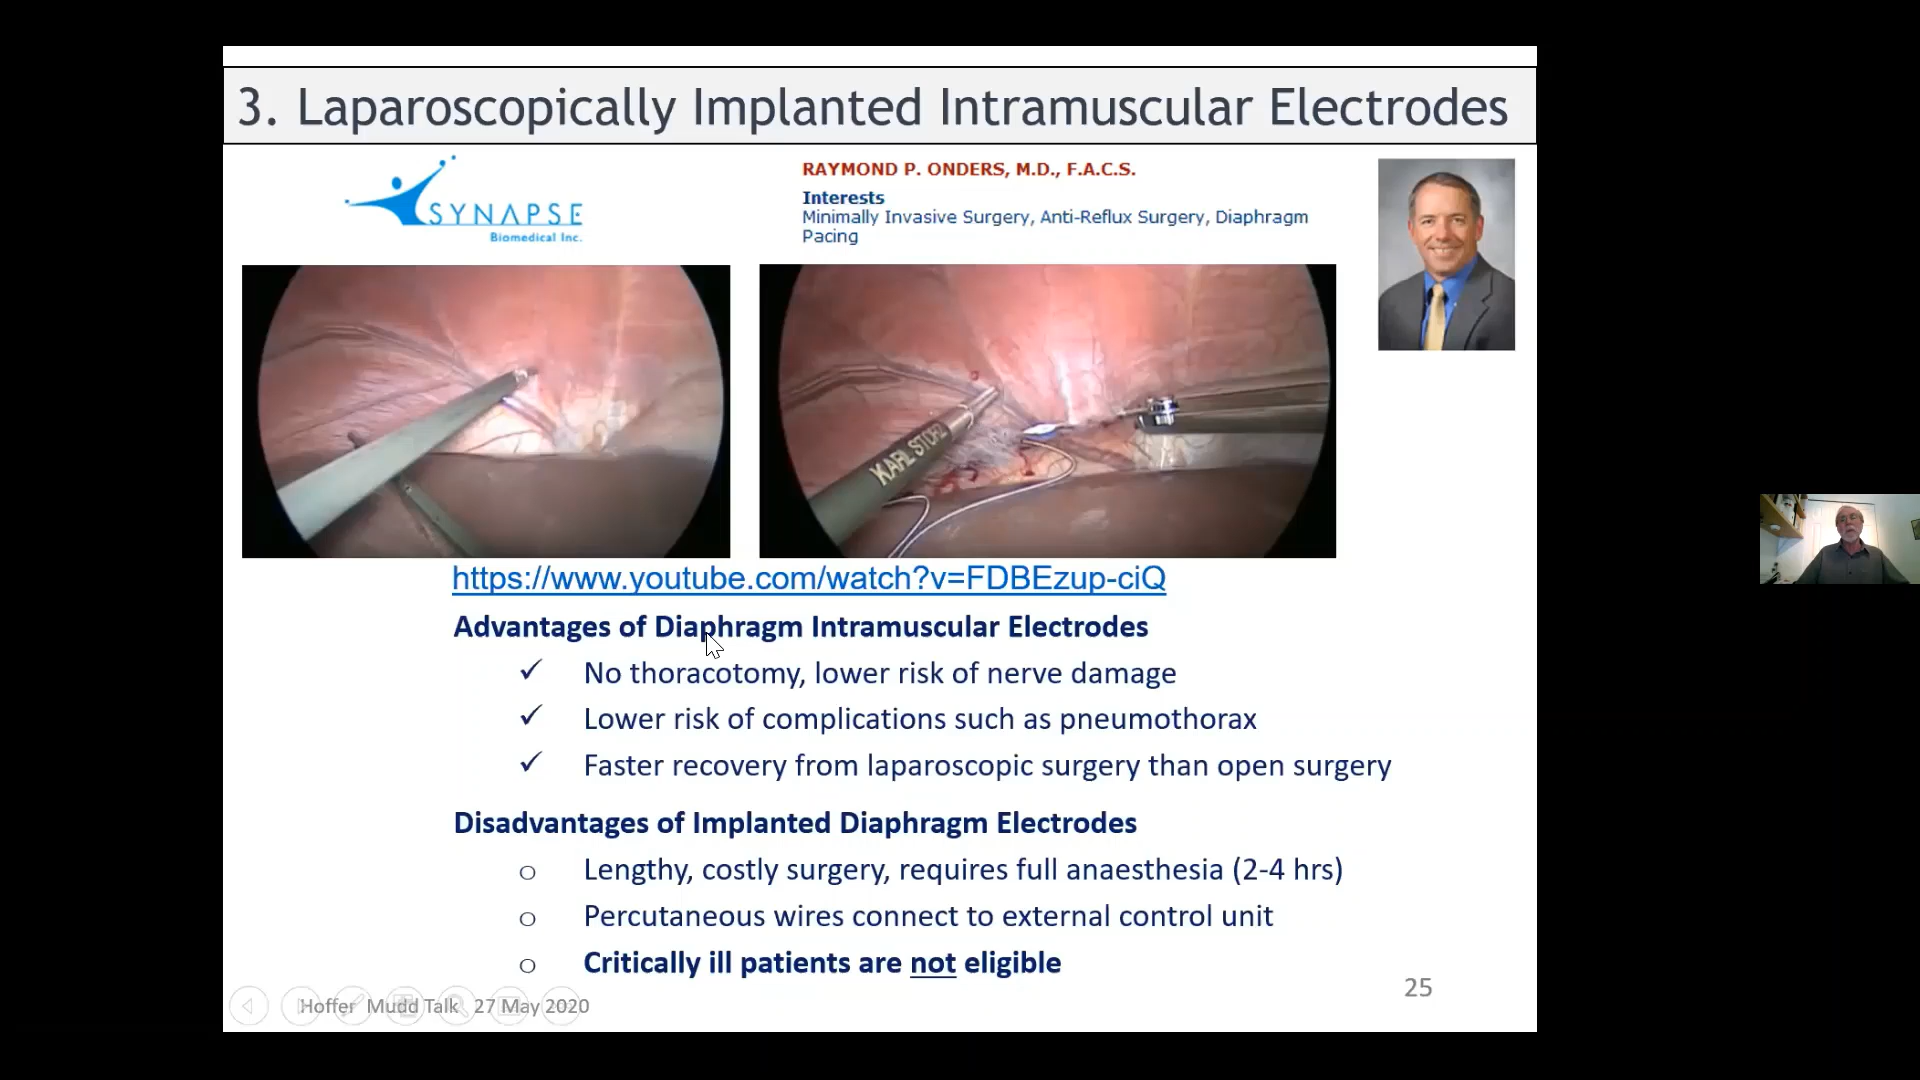 3. Laparoscopically Implanted Intramuscular Electrodes
SYNAPSE
Biomedical Inc.
RAYMOND P. ONDERS, M.D., F.A.C.S.
Interests
Minimally Invasive Surgery, Anti-Reflux Surgery, Diaphragm
Pacing
KARL STORZ
https://www.youtube.com/watch?v=FDBEzup-ciQ
Advantages of Diaphragm Intramuscular Electrodes
✓ No thoracotomy, lower risk of nerve damage
✓ Lower risk of complications such as pneumothorax
✓ Faster recovery from laparoscopic surgery than open surgery
Disadvantages of Implanted Diaphragm Electrodes
o Lengthy, costly surgery, requires full anaesthesia (2-4 hrs)
o Percutaneous wires connect to external control unit
o Critically ill patients are not eligible
Hoffer Mudd Talk 27 May 2020
25